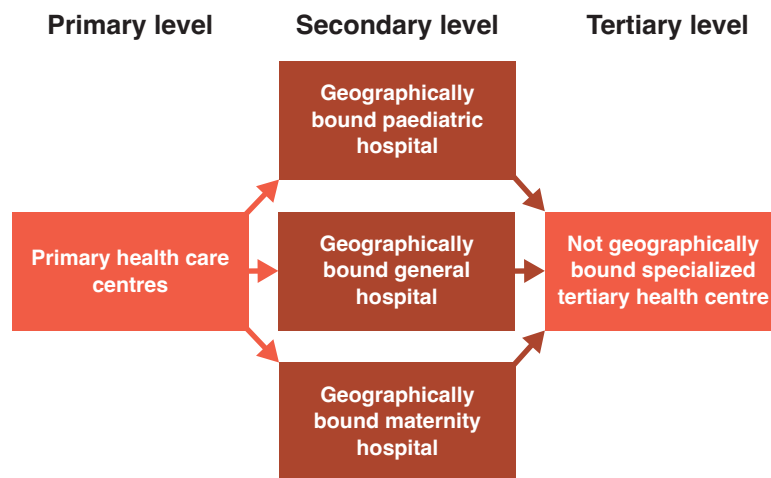 Primary level
Secondary level
Tertiary level
Geographically
bound paediatric
hospital
Primary health care
centres
Geographically
bound general
hospital
Not geographically
bound specialized
tertiary health centre
Geographically
bound maternity
hospital